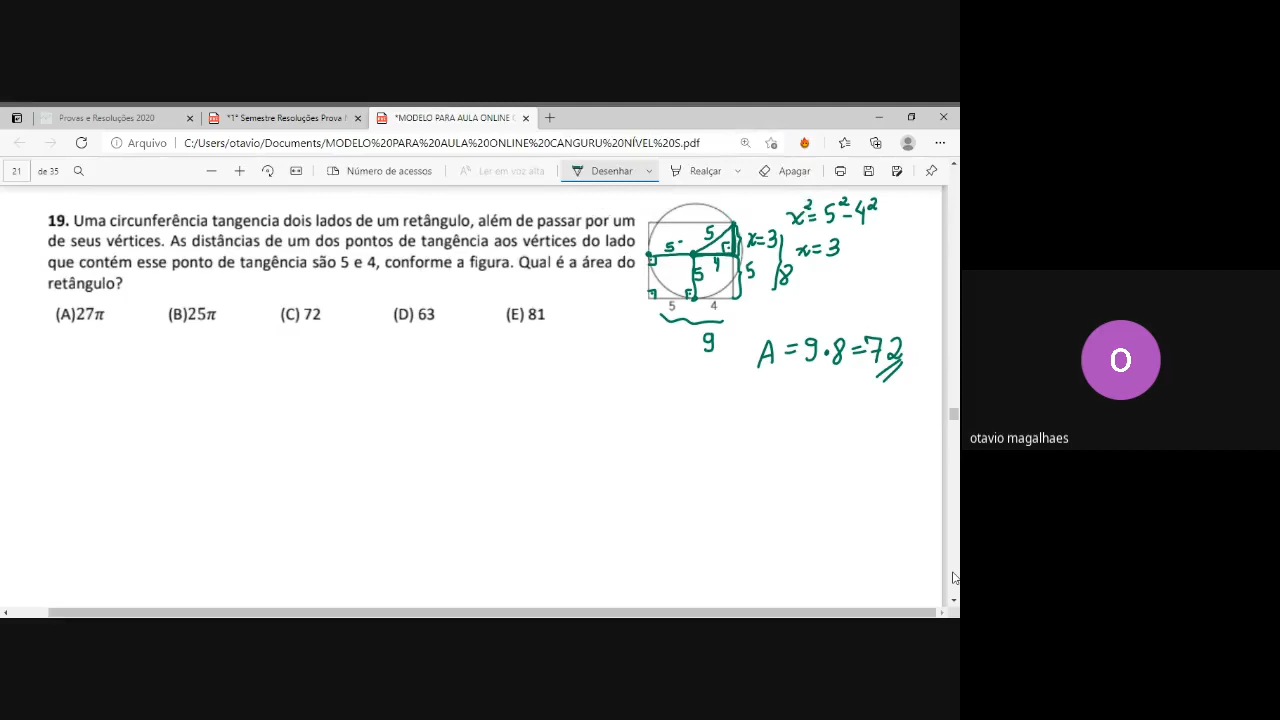 Provas e Resoluções 2020
*1° Semestre Resoluções Prova
*MODELO PARA AULA ONLINE C
Arquivo C:/Users/otavio/Documents/MODELO%20PARA%20AULA%20ONLINE%20CANGURU%20NÍVEL%20S.pdf
21 de 35 Número de acessos Ler em voz alta Desenhar Realçar Apagar
19. Uma circunferência tangencia dois lados de um retângulo, além de passar por um
de seus vértices. As distâncias de um dos pontos de tangência aos vértices do lado
que contém esse ponto de tangência são 5 e 4, conforme a figura. Qual é a área do
retângulo?
(A)27π (B)25π (C) 72 (D) 63 (E) 81
5
5
x=3
4
5
5
8
5 4
9
x²= 5²-4²
x=3
A = 9.8=72
O
otavio magalhaes